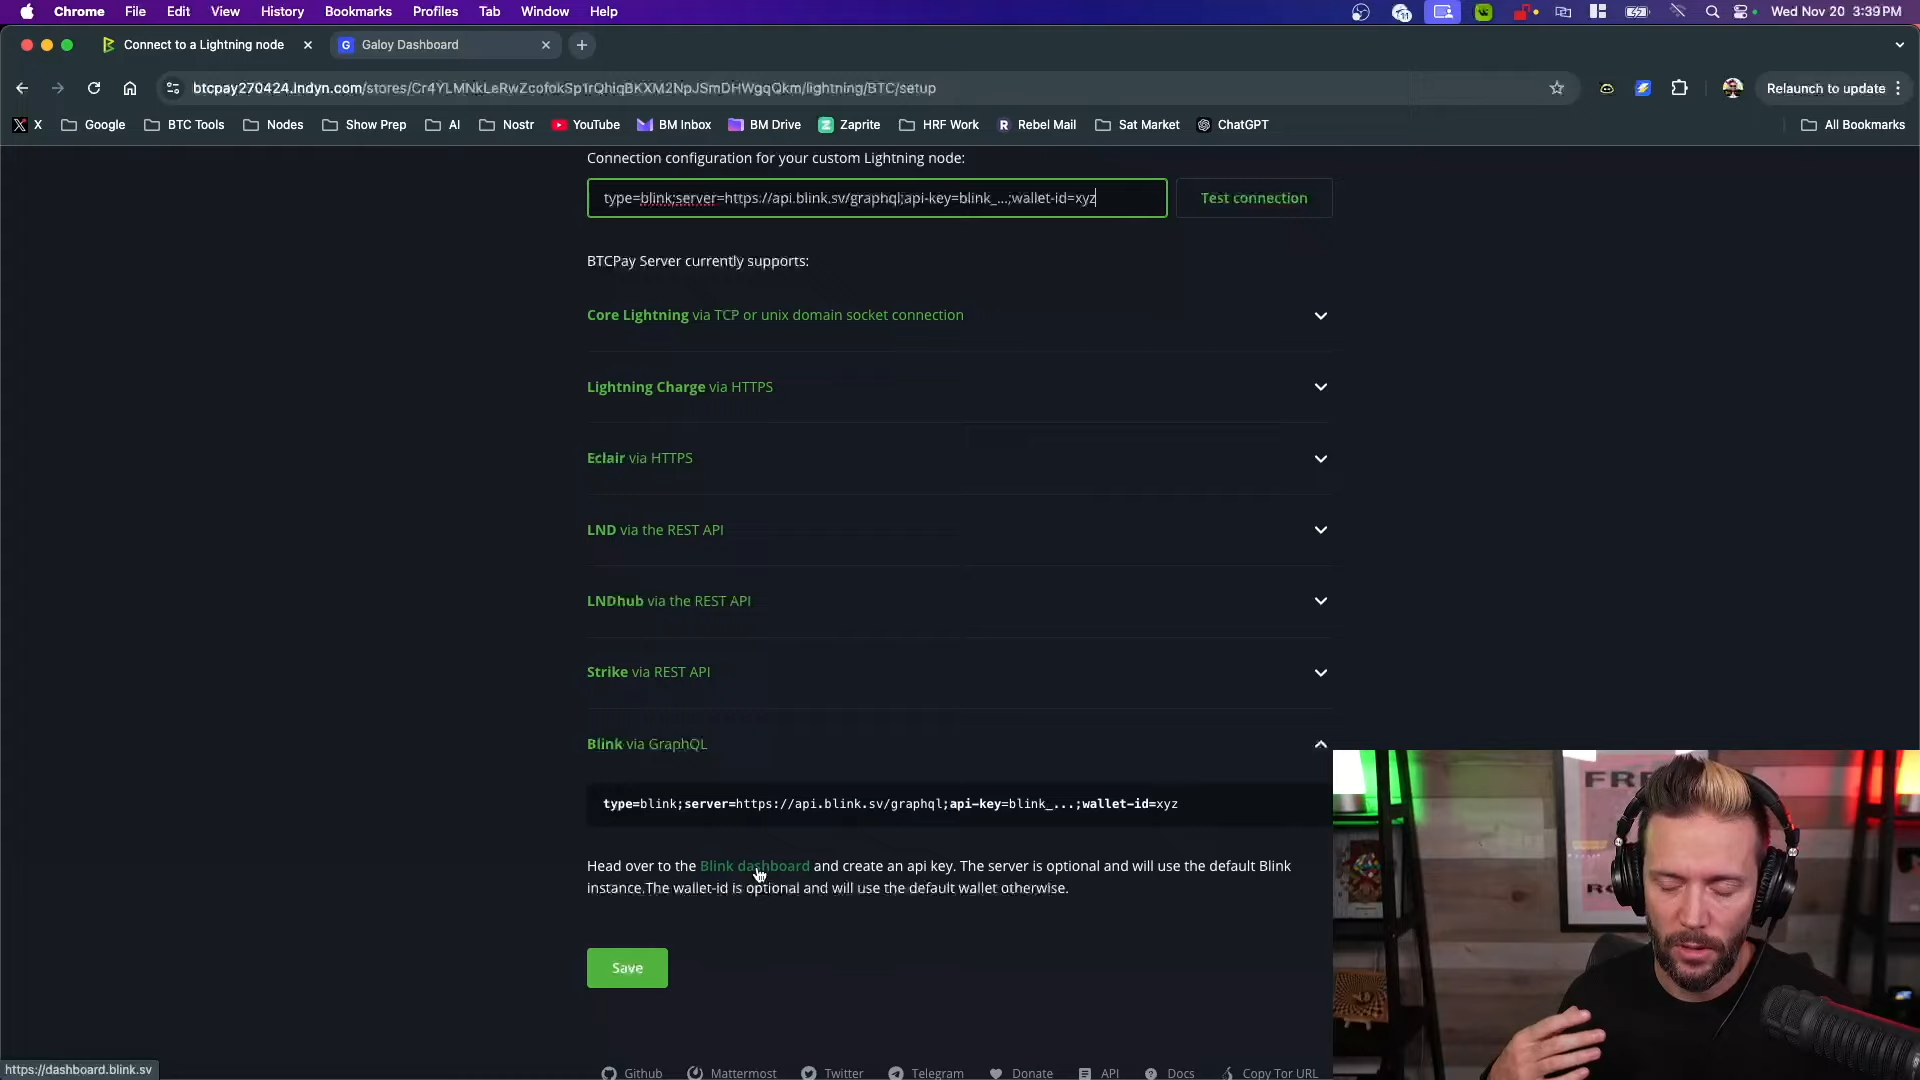 Chrome File Edit View History Bookmarks Profiles Tab Window Help
11
Wed Nov 20 3:39 PM
Connect to a Lightning node
G Galoy Dashboard
btcpay270424.lndyn.com/stores/Cr4YLMNkLeRwZcofokSp1rQhiqBKXM2NpJSmDHWgqQkm/lightning/BTC/setup
Relaunch to update
X Google BTC Tools Nodes Show Prep AI Nostr YouTube BM Inbox BM Drive Zaprite HRF Work Rebel Mail Sat Market ChatGPT All Bookmarks
Connection configuration for your custom Lightning node:
type=blink;server=https://api.blink.sv/graphql;api-key=blink_...;wallet-id=xyz
Test connection
BTCPay Server currently supports:
Core Lightning via TCP or unix domain socket connection
Lightning Charge via HTTPS
Eclair via HTTPS
LND via the REST API
LNDhub via the REST API
Strike via REST API
Blink via GraphQL
type=blink;server=https://api.blink.sv/graphql;api-key=blink_...;wallet-id=xyz
Head over to the Blink dashboard and create an api key. The server is optional and will use the default Blink
instance.The wallet-id is optional and will use the default wallet otherwise.
Save
Github Mattermost Twitter Telegram Donate API Docs Copy Tor URL
https://dashboard.blink.sv